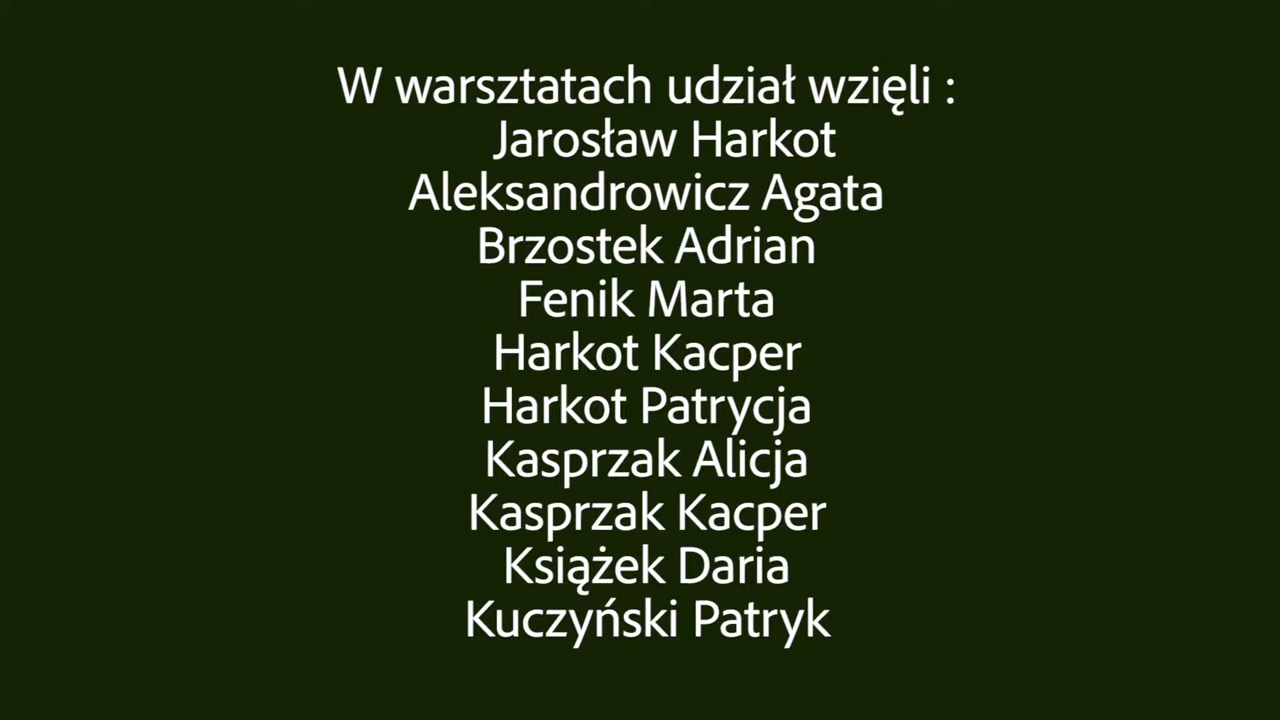 W warsztatach udział wzięli :
Jarosław Harkot
Aleksandrowicz Agata
Brzostek Adrian
Fenik Marta
Harkot Kacper
Harkot Patrycja
Kasprzak Alicja
Kasprzak Kacper
Książek Daria
Kuczyński Patryk